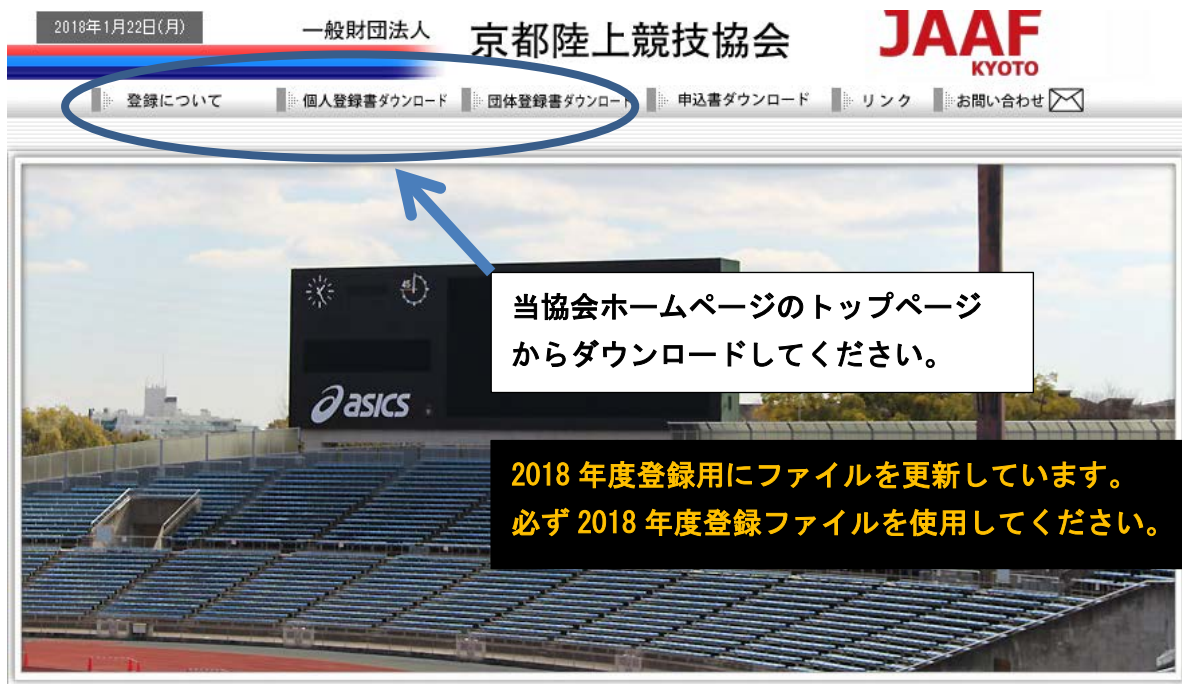 2018年1月22日(月)
一般財団法人
京都陸上競技協会
JAAF
KYOTO
登録について
個人登録書ダウンロード
団体登録書ダウンロード
申込書ダウンロード
リンク
お問い合わせ
45
asics
当協会ホームページのトップページ
からダウンロードしてください。
2018 年度登録用にファイルを更新しています。
必ず 2018 年度登録ファイルを使用してください。